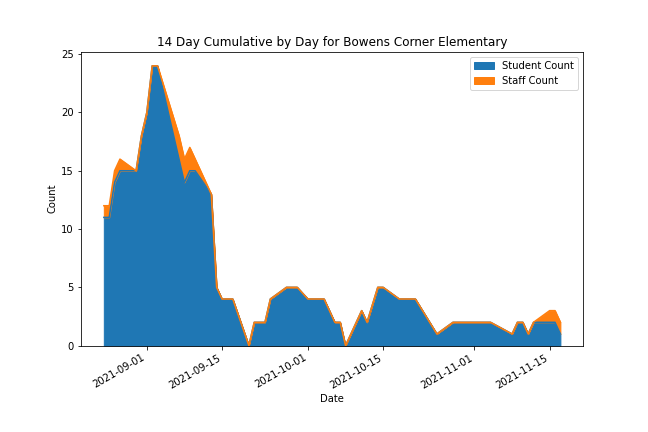 14 Day Cumulative by Day for Bowens Corner Elementary
Student Count
Staff Count
25
20
15
10
5
0
Count
2021-09-01
2021-09-15
2021-10-01
2021-10-15
2021-11-01
2021-11-15
Date